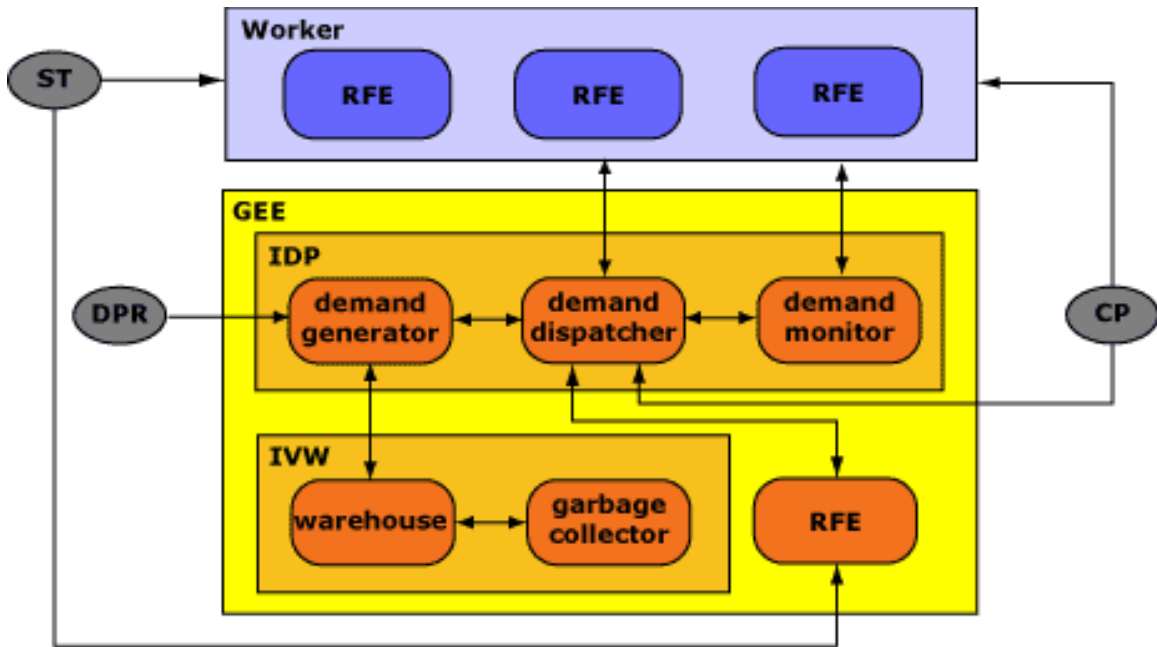 Worker
ST
RFE
RFE
RFE
GEE
IDP
DPR
demand
generator
demand
dispatcher
demand
monitor
CP
IVW
warehouse
garbage
collector
RFE